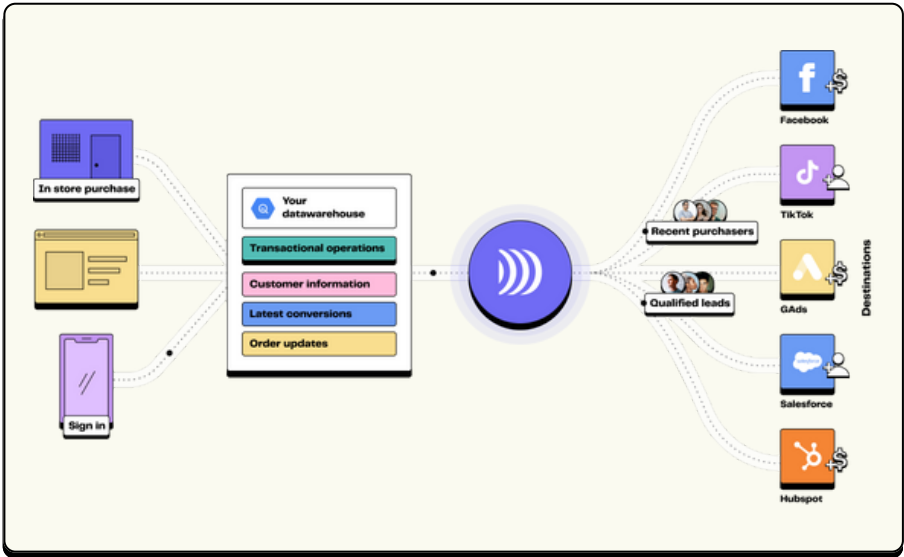 In store purchase
Sign in
Your
datawarehouse
Transactional operations
Customer information
Latest conversions
Order updates
Recent purchasers
Qualified leads
Facebook
TikTok
GAds
salesforce
Salesforce
Hubspot
Destinations